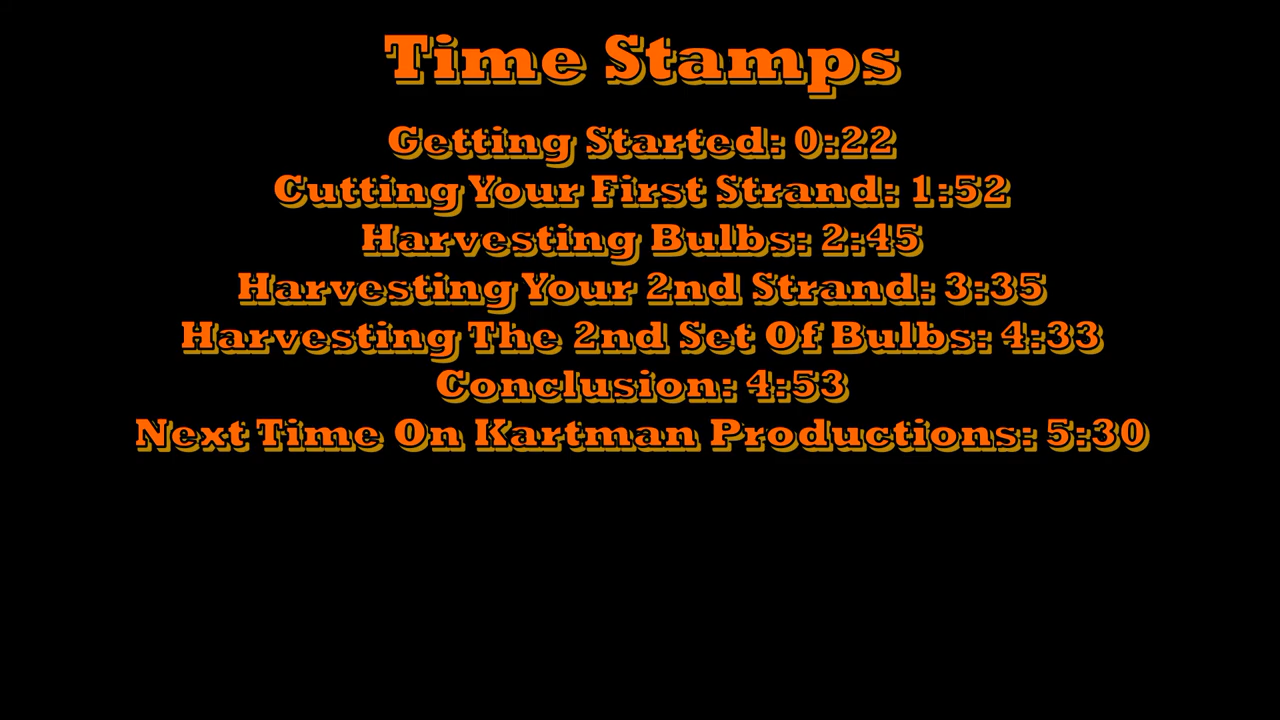 Time Stamps
Getting Started: 0:22
Cutting Your First Strand: 1:52
Harvesting Bulbs: 2:45
Harvesting Your 2nd Strand: 3:35
Harvesting The 2nd Set Of Bulbs: 4:33
Conclusion: 4:53
Next Time On Kartman Productions: 5:30